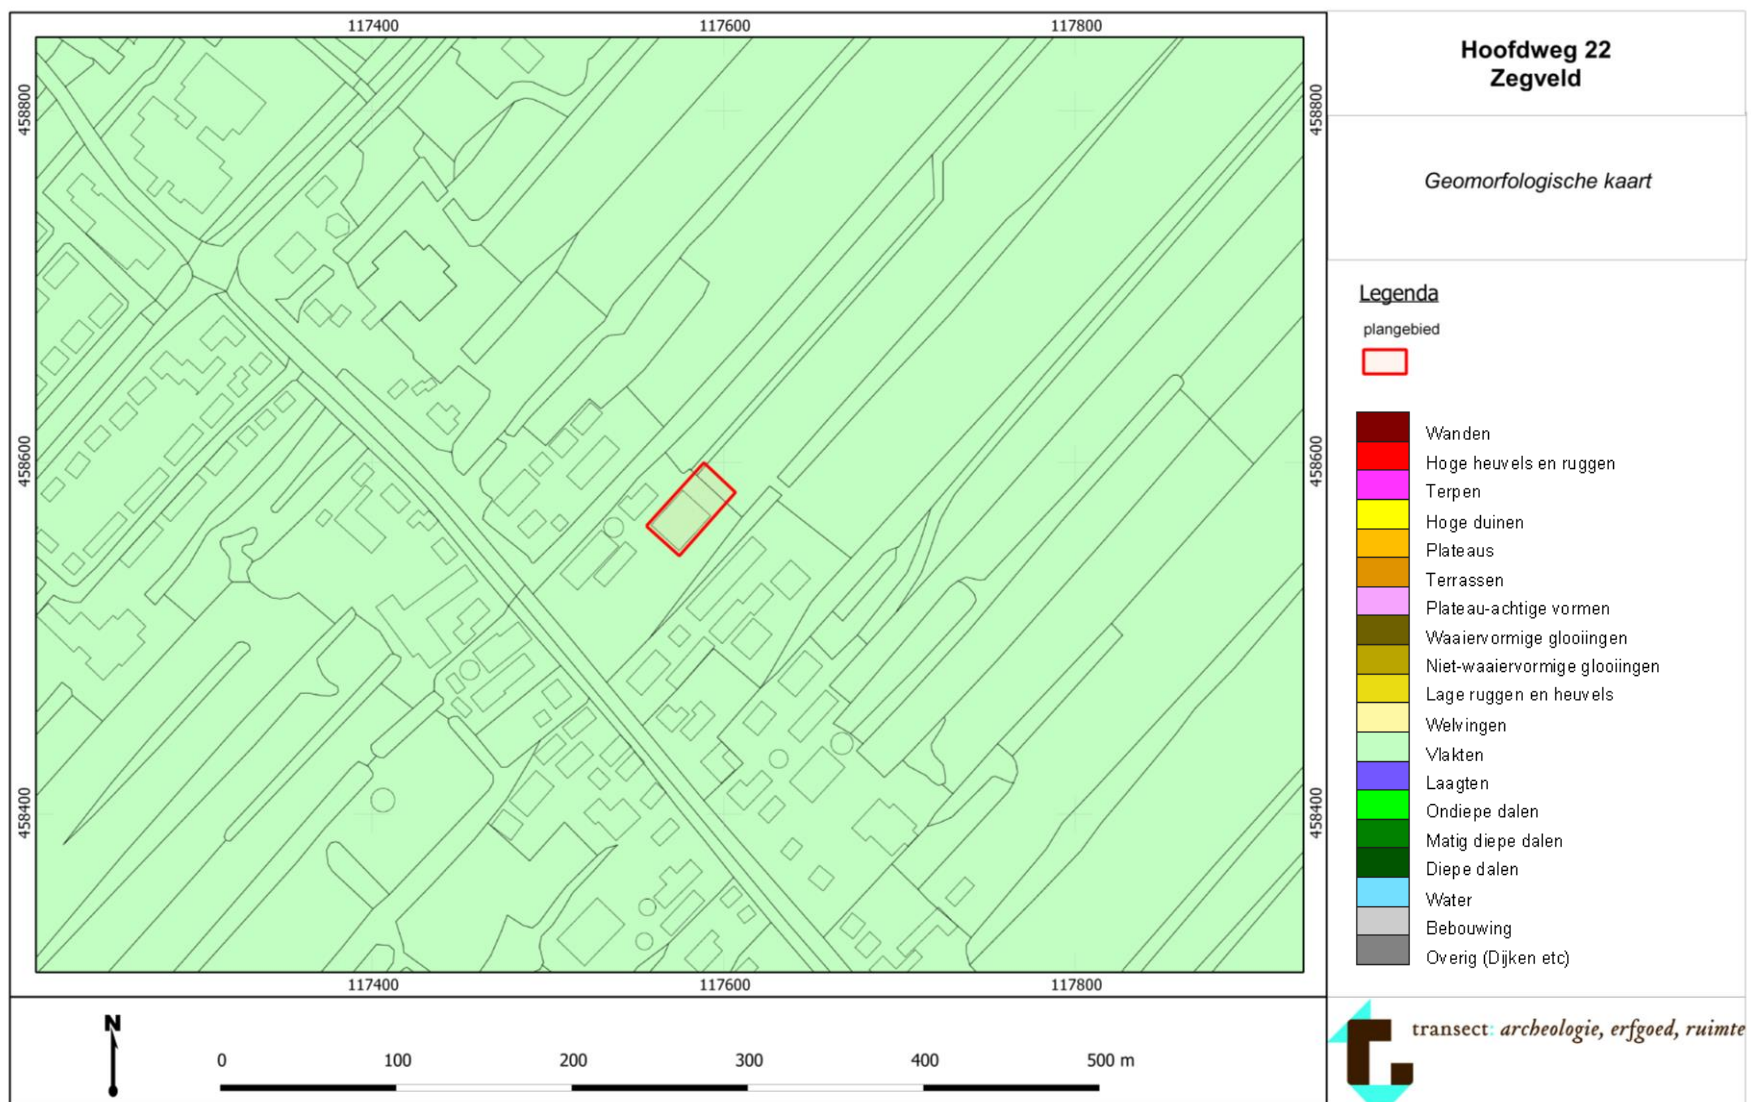 117400 117600 117800
458800 458800
458600 458600
458400 458400
117400 117600 117800
N
0 100 200 300 400 500 m
Hoofdweg 22
Zegveld
Geomorfologische kaart
Legenda
plangebied
Wanden
Hoge heuvels en ruggen
Terpen
Hoge duinen
Plateaus
Terrassen
Plateau-achtige vormen
Waaiervormige glooiingen
Niet-waaiervormige glooiingen
Lage ruggen en heuvels
Welvingen
Vlakten
Laagten
Ondiepe dalen
Matig diepe dalen
Diepe dalen
Water
Bebouwing
Overig (Dijken etc)
transect: archeologie, erfgoed, ruimte